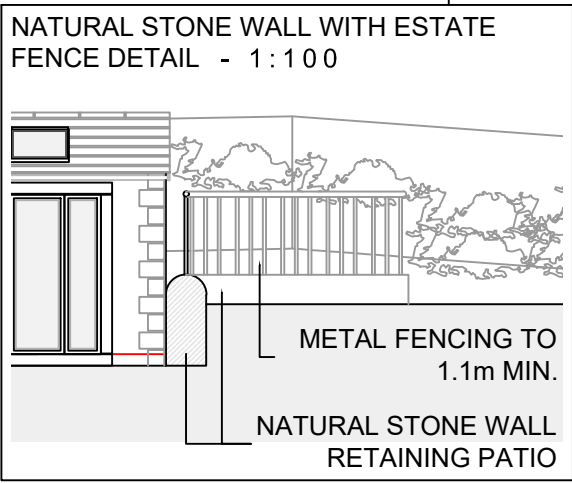 NATURAL STONE WALL WITH ESTATE
FENCE DETAIL - 1:100
METAL FENCING TO
1.1m MIN.
NATURAL STONE WALL
RETAINING PATIO